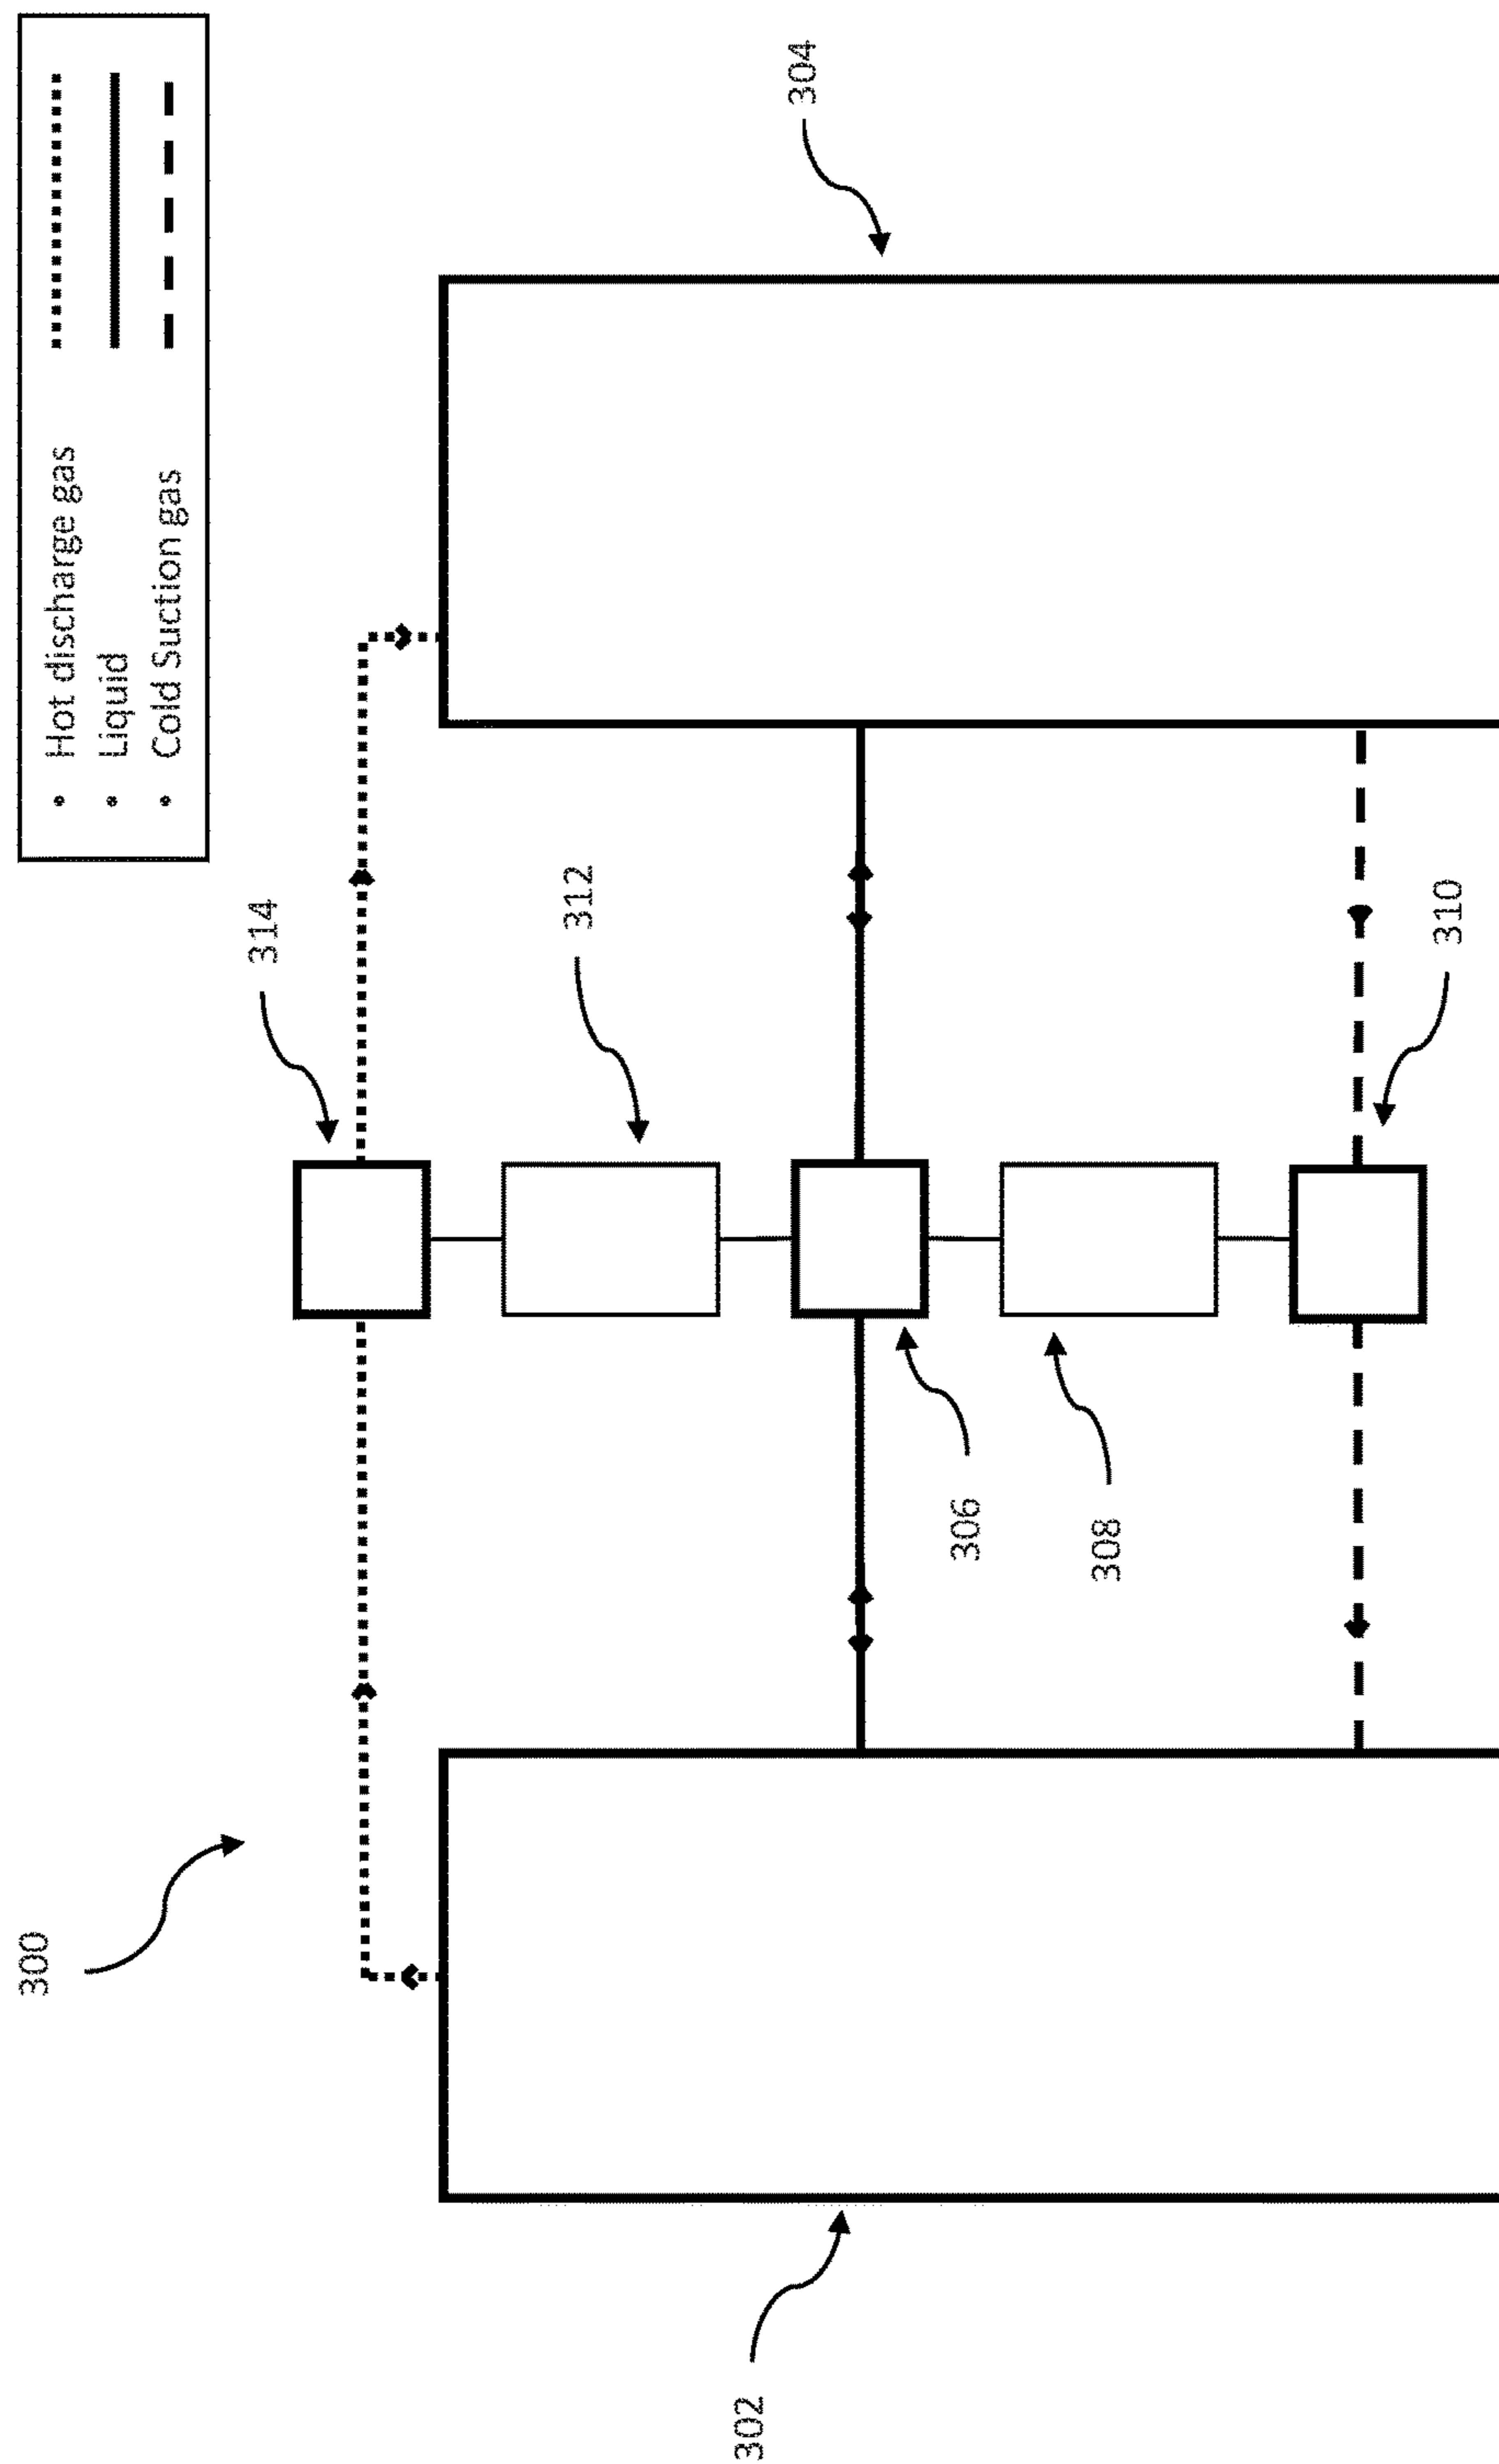 300
• Hot discharge gas
• Liquid
• Cold Suction gas
314
312
302
304
306
308
310